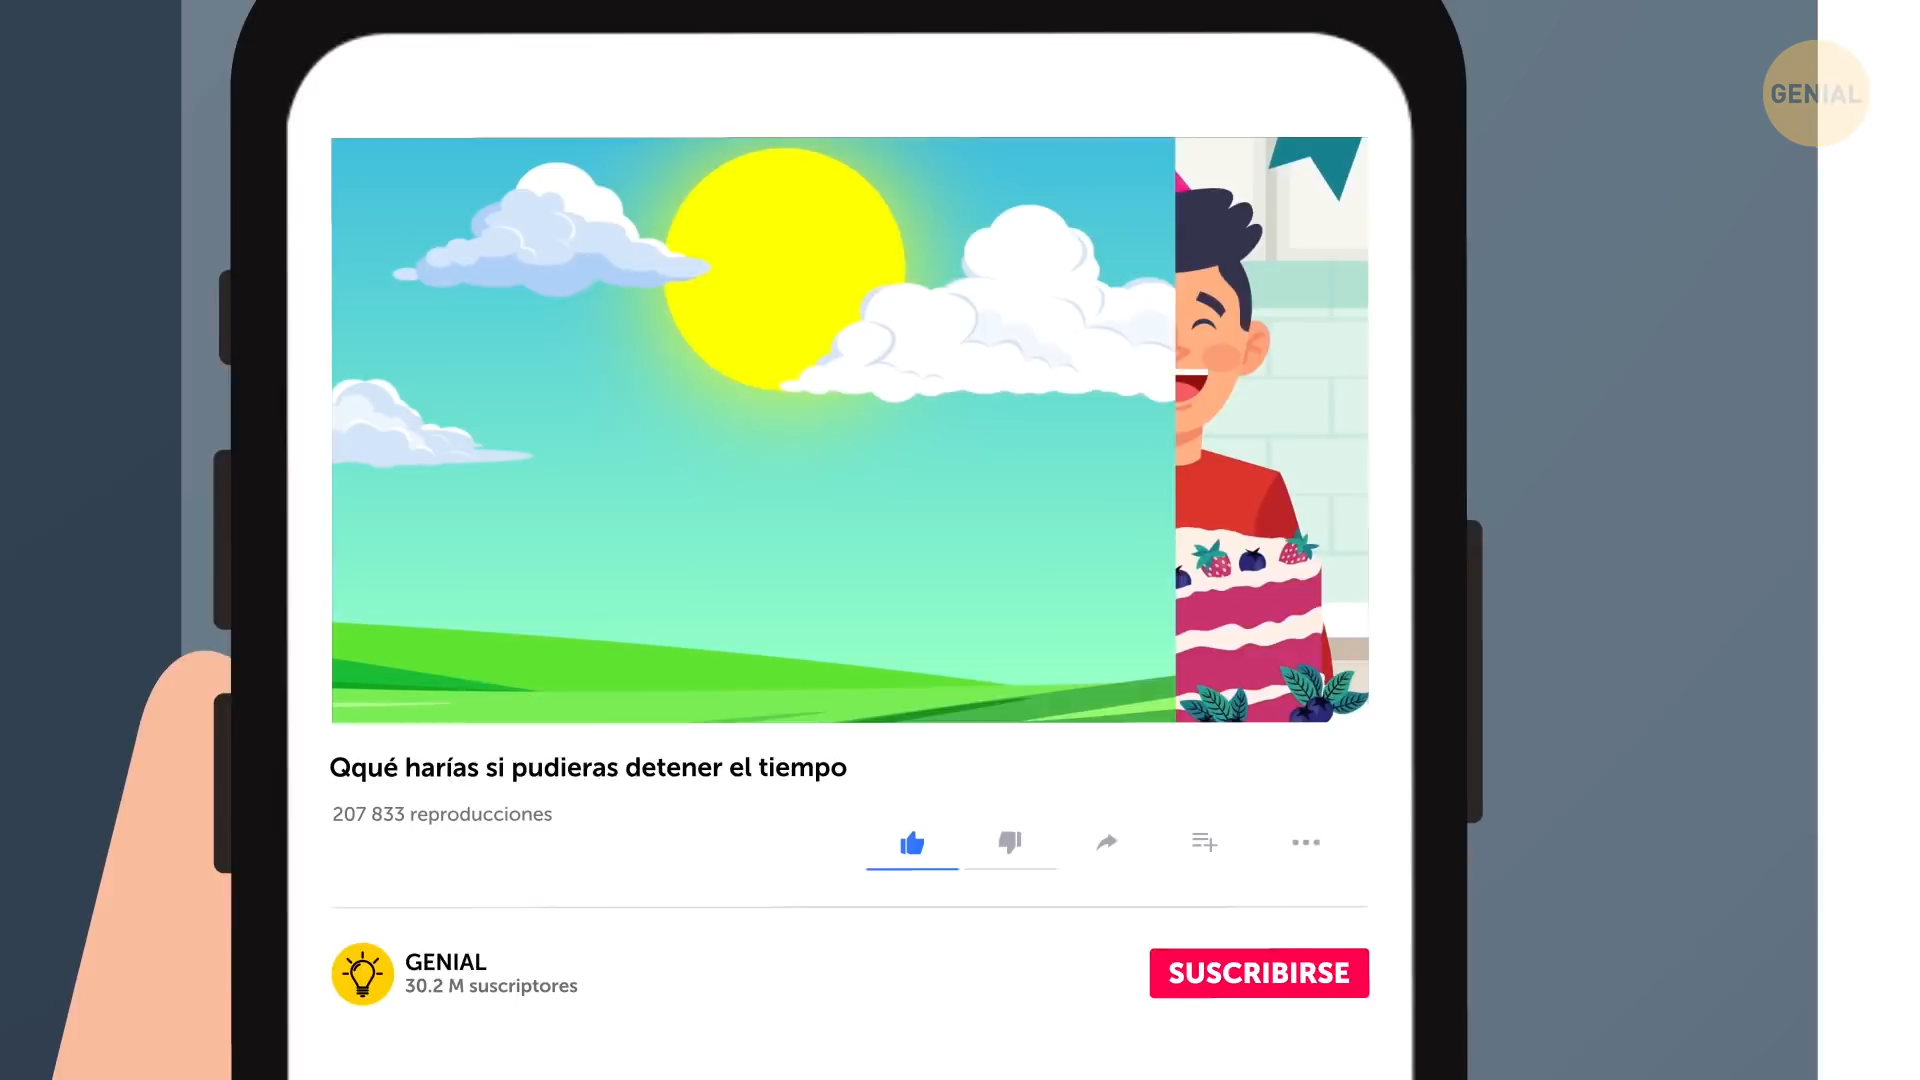 GENIAL
Qqué harías si pudieras detener el tiempo
207 833 reproducciones
GENIAL
30.2 M suscriptores
SUSCRIBIRSE